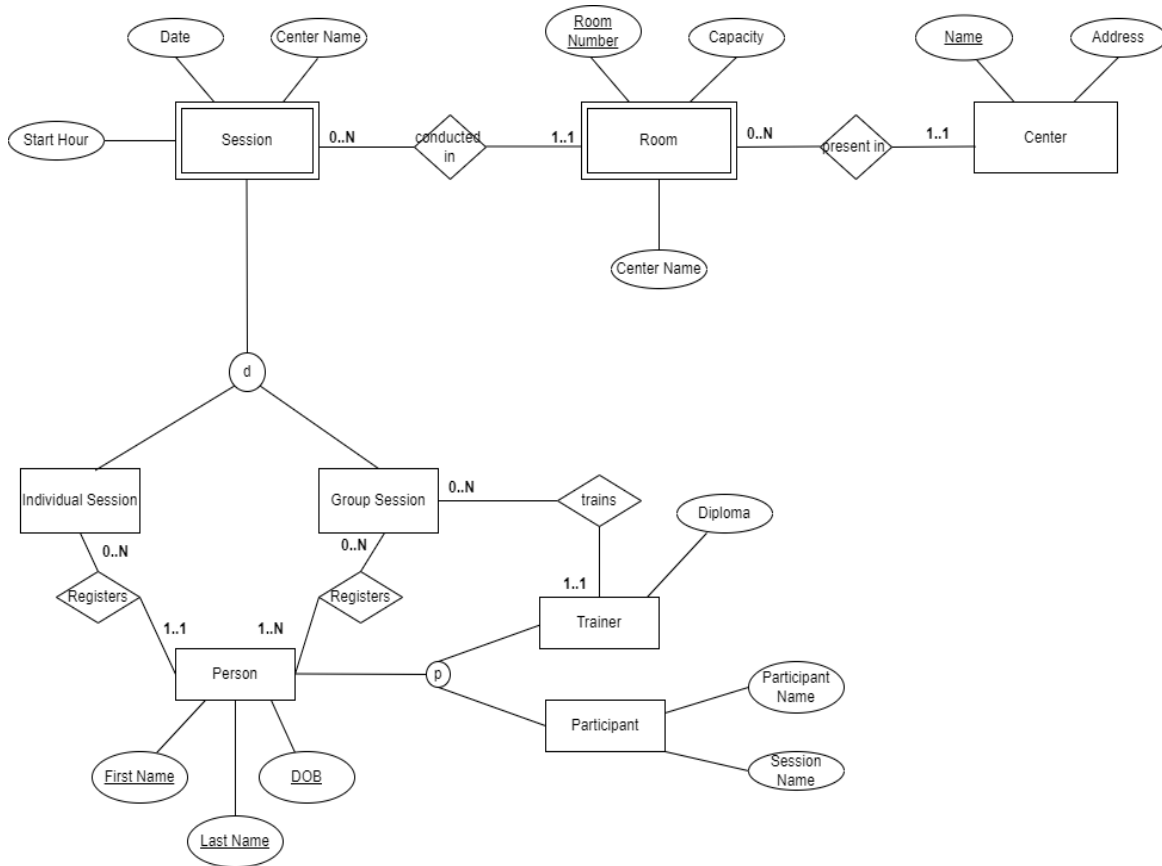 Date
Center Name
Room
Number
Capacity
Name
Address
Start Hour
Session
0..N
conducted
in
1..1
Room
0..N
present in
1..1
Center
Center Name
d
Individual Session
Group Session
0..N
trains
Diploma
0..N
0..N
Registers
Registers
1..1
Trainer
1..1
1..N
Person
p
Participant
Participant
Name
First Name
DOB
Session
Name
Last Name